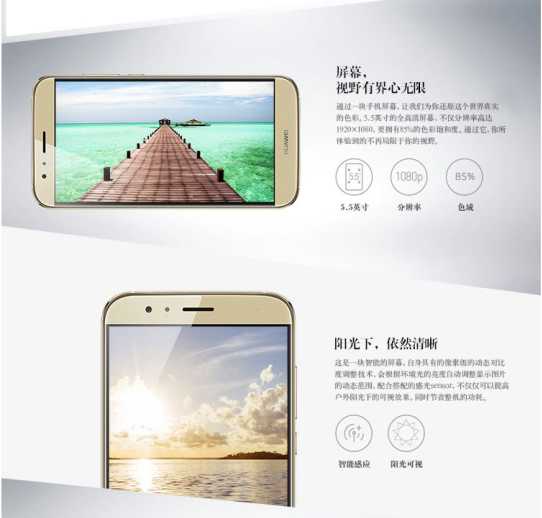 屏幕，
视野有界心无限
通过一块手机屏幕，让我们为你还原这个世界真实
的色彩。5.5英寸的全高清屏幕，不仅分辨率高达
1920×1080，更拥有85%的色彩饱和度。通过它，你所
体验到的不再局限于你的视野。
HUAWEI
5.5
1080p
85%
5.5英寸
分辨率
色域
阳光下，依然清晰
这是一块智能的屏幕，自身具有的像素级的动态对比
度调整技术，会根据环境光的亮度自动调整显示图片
的动态范围，配合搭配的感光sensor，不仅仅可以提高
户外阳光下的可视效果，同时节省整机的功耗。
智能感应
阳光可视